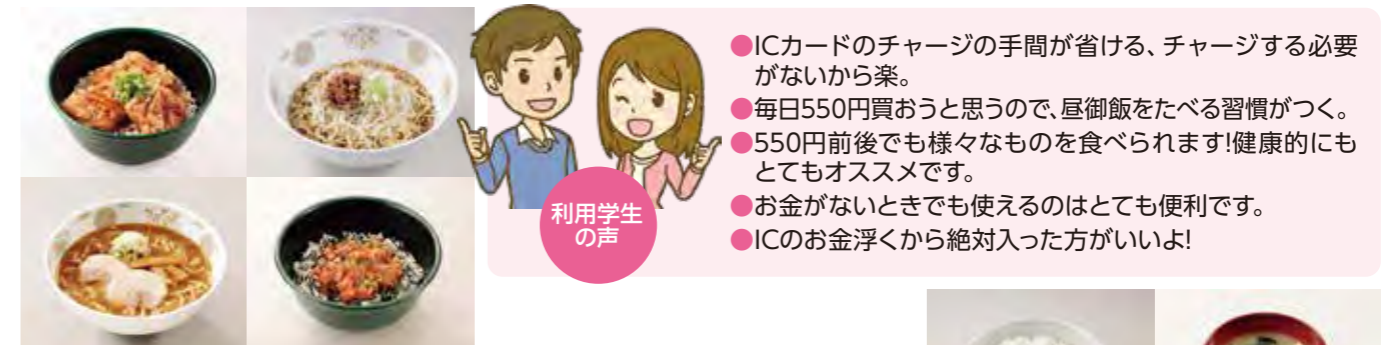 ●ICカードのチャージの手間が省ける、チャージする必要
がないから楽。
●毎日550円買おうと思うので、昼御飯をたべる習慣がつく。
●550円前後でも様々なものを食べられます!健康的にも
とてもオススメです。
●お金がないときでも使えるのはとても便利です。
●ICのお金浮くから絶対入った方がいいよ!
利用学生
の声